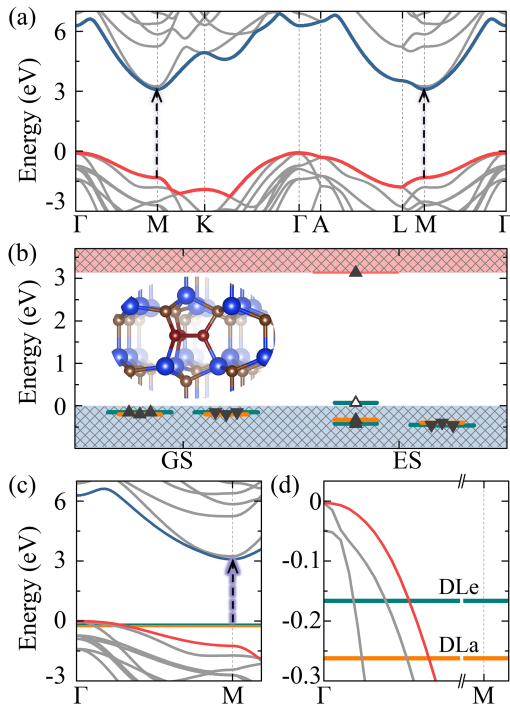 (a)
Energy (eV)
6
3
0
-3
Γ M K Γ A L M Γ
(b)
Energy (eV)
3
2
1
0
GS ES
(c) (d)
Energy (eV)
6
3
0
-3
Γ M
0
-0.1
-0.2
-0.3
DLe
DLa
Γ M